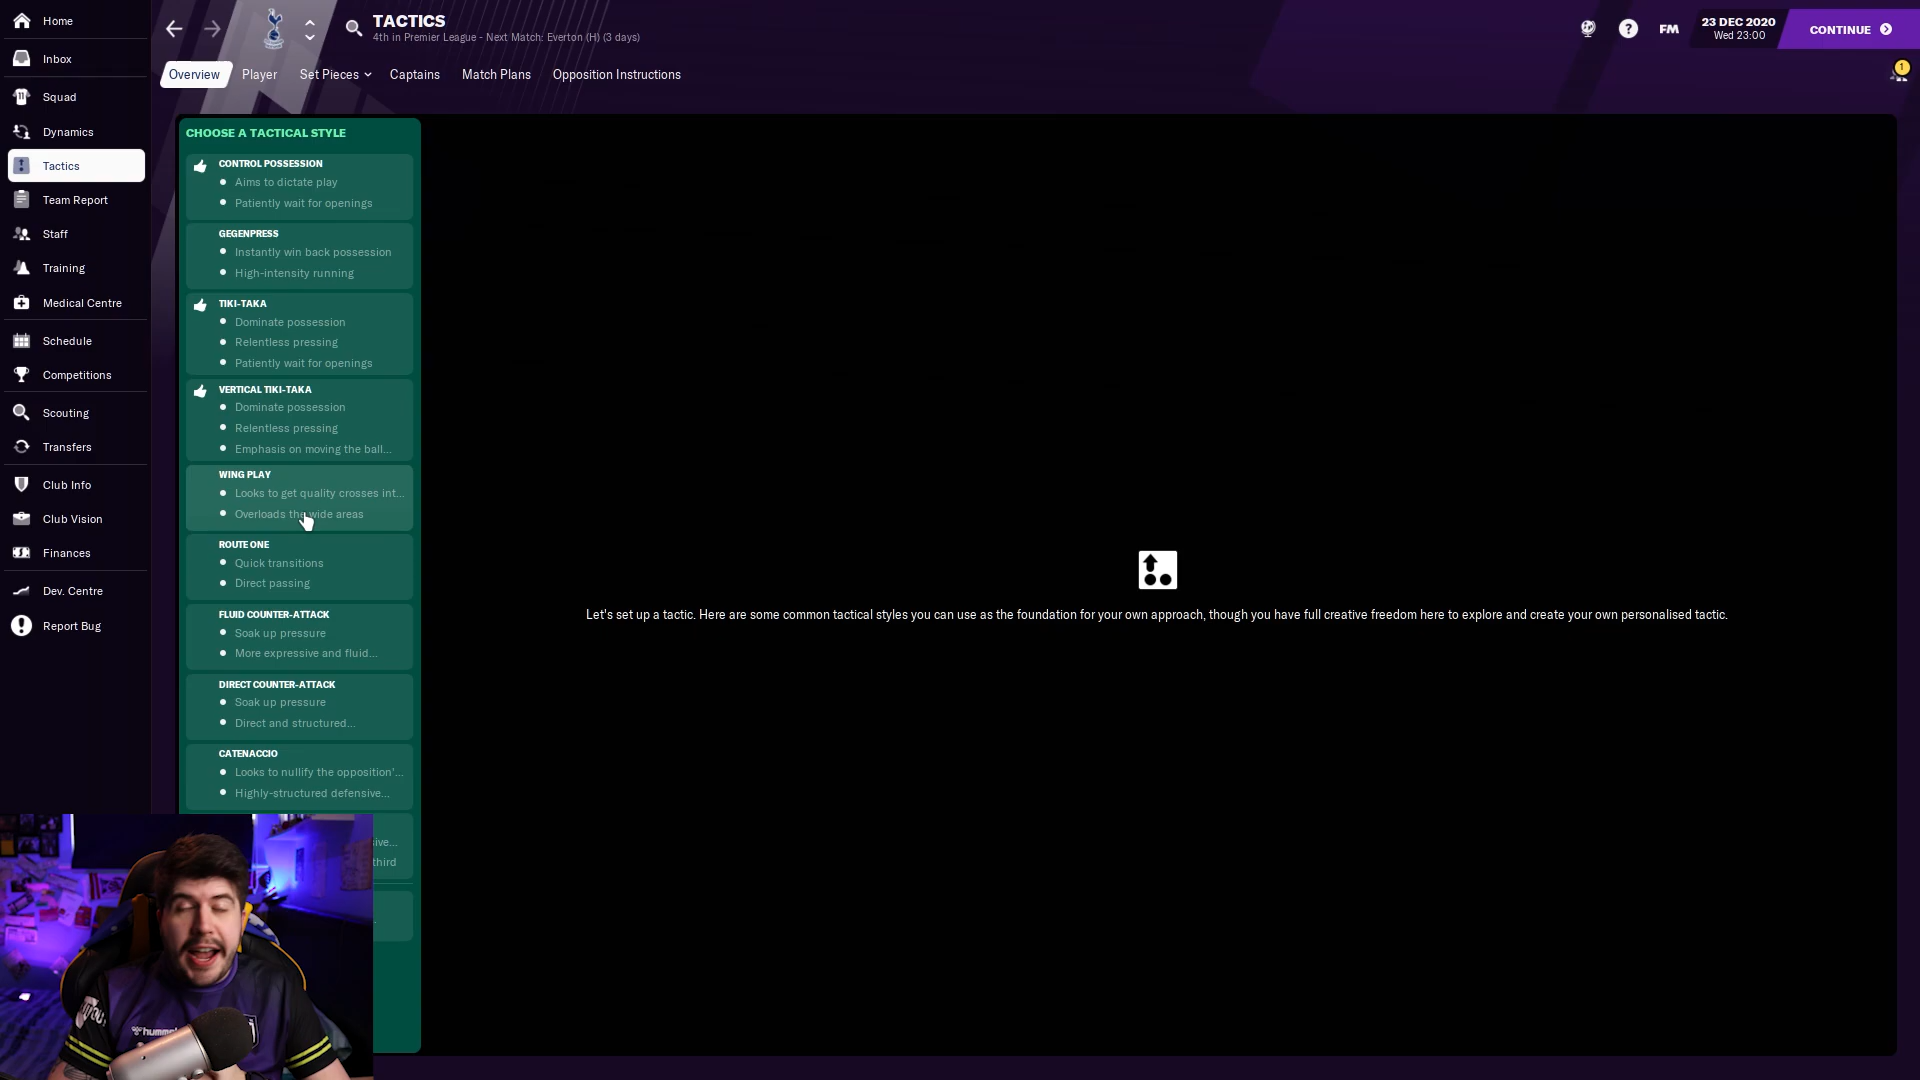 Home
Inbox
Squad
Dynamics
Tactics
Team Report
Staff
Training
Medical Centre
Schedule
Competitions
Scouting
Transfers
Club Info
Club Vision
Finances
Dev. Centre
Report Bug
TACTICS
4th in Premier League - Next Match: Everton (H) (3 days)
FM
23 DEC 2020
Wed 23:00
CONTINUE
Overview
Player
Set Pieces
Captains
Match Plans
Opposition Instructions
1
CHOOSE A TACTICAL STYLE
CONTROL POSSESSION
Aims to dictate play
Patiently wait for openings
GEGENPRESS
Instantly win back possession
High-intensity running
TIKI-TAKA
Dominate possession
Relentless pressing
Patiently wait for openings
VERTICAL TIKI-TAKA
Dominate possession
Relentless pressing
Emphasis on moving the ball...
WING PLAY
Looks to get quality crosses int...
Overloads the wide areas
ROUTE ONE
Quick transitions
Direct passing
FLUID COUNTER-ATTACK
Soak up pressure
More expressive and fluid...
DIRECT COUNTER-ATTACK
Soak up pressure
Direct and structured...
CATENACCIO
Looks to nullify the opposition'...
Highly-structured defensive...
sive...
third
Let's set up a tactic. Here are some common tactical styles you can use as the foundation for your own approach, though you have full creative freedom here to explore and create your own personalised tactic.